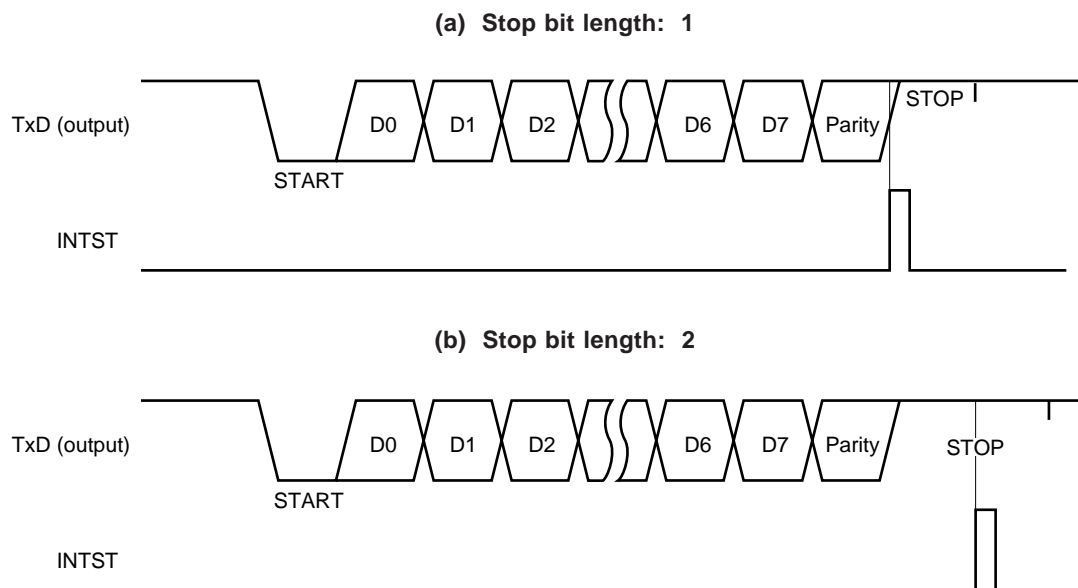 (a) Stop bit length: 1
STOP
TxD (output) D0 D1 D2 D6 D7 Parity
START
INTST
(b) Stop bit length: 2
TxD (output) D0 D1 D2 D6 D7 Parity STOP
START
INTST